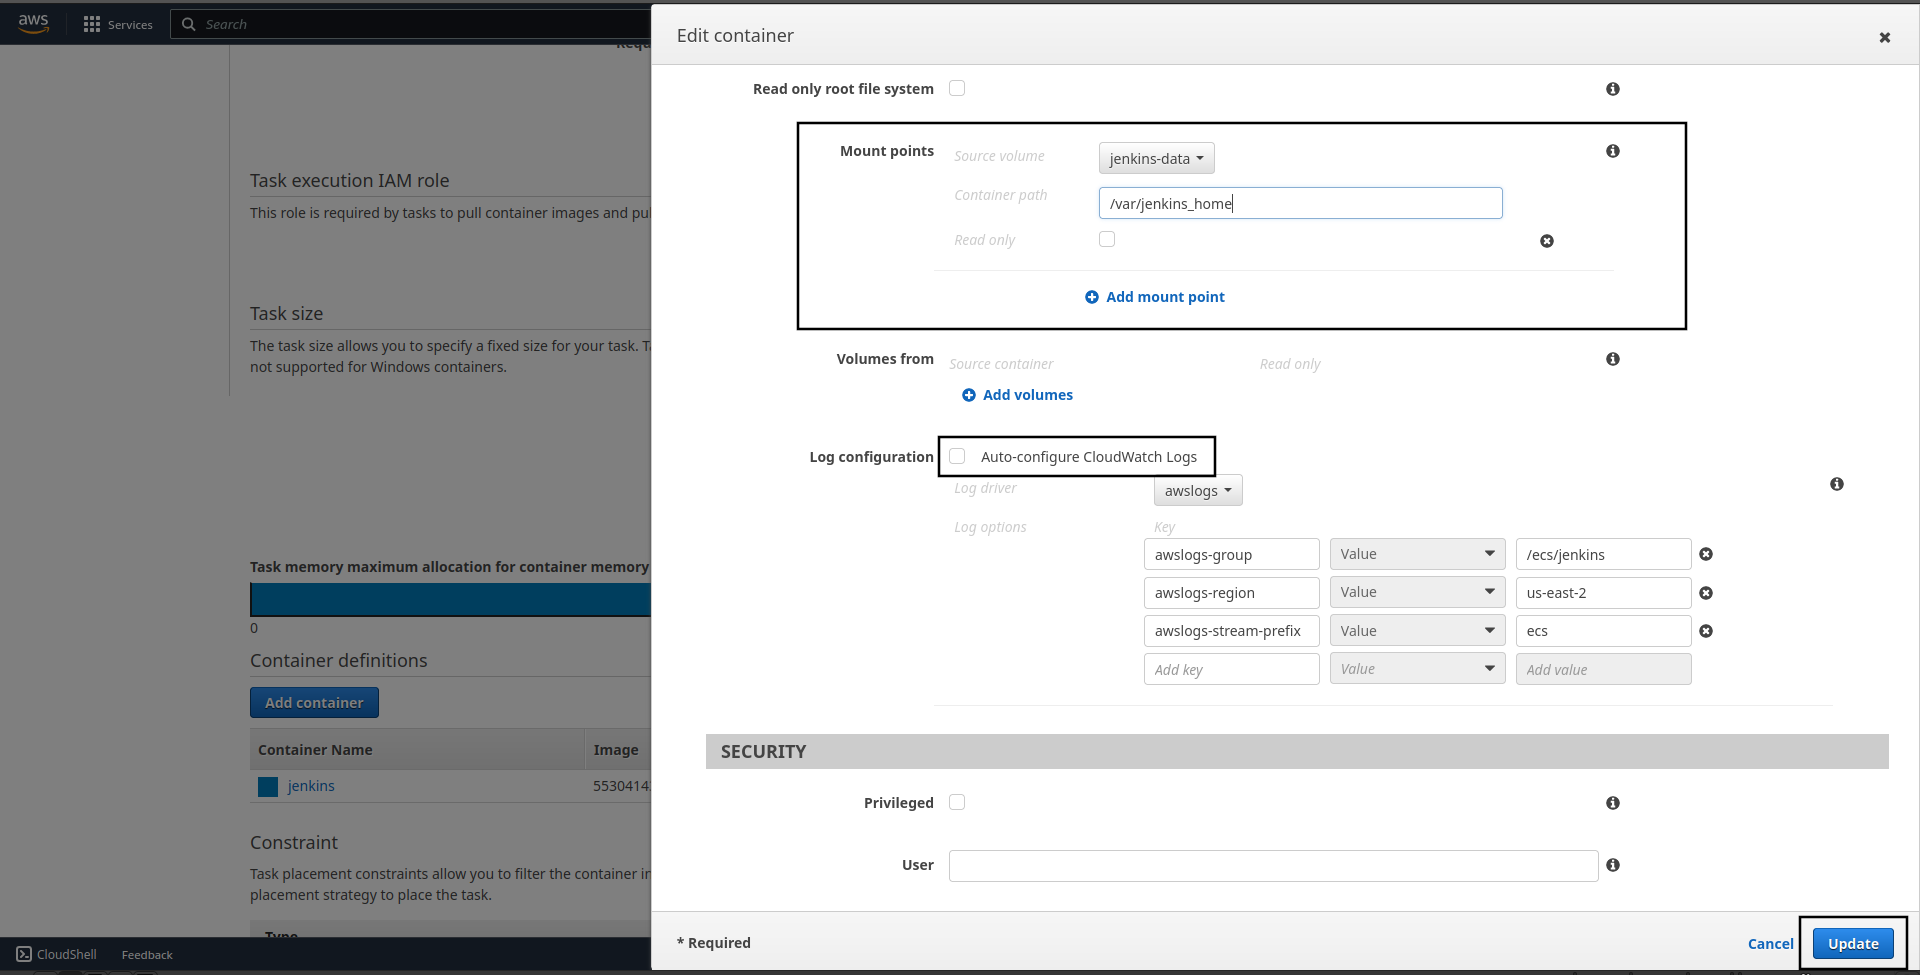 aws
Services
Search
Task execution IAM role
This role is required by tasks to pull container images and pu
Task size
The task size allows you to specify a fixed size for your task. T
not supported for Windows containers.
Task memory maximum allocation for container memory
0
Container definitions
Add container
Container Name Image
jenkins 5530414
Constraint
Task placement constraints allow you to filter the container in
placement strategy to place the task.
Type
CloudShell Feedback
Edit container
Read only root file system
Mount points
Source volume jenkins-data
Container path /var/jenkins_home
Read only
Add mount point
Volumes from Source container Read only
Add volumes
Log configuration Auto-configure CloudWatch Logs
Log driver awslogs
Log options Key
awslogs-group Value /ecs/jenkins
awslogs-region Value us-east-2
awslogs-stream-prefix Value ecs
Add key Value Add value
SECURITY
Privileged
User
* Required
Cancel Update